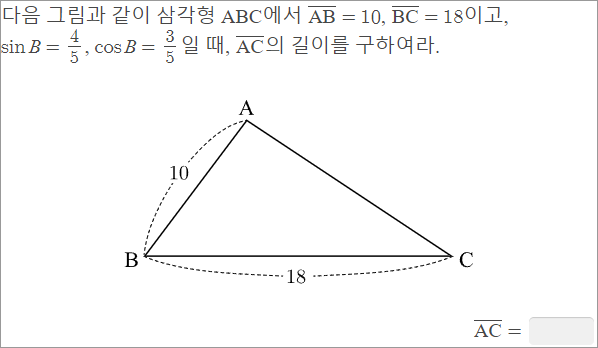 다음 그림과 같이 삼각형 ABC에서 \overline{AB} = 10, \overline{BC} = 18이고,
sin B = \frac{4}{5}, cos B = \frac{3}{5} 일 때, \overline{AC}의 길이를 구하여라.
A
10
B
C
18
\overline{AC} =